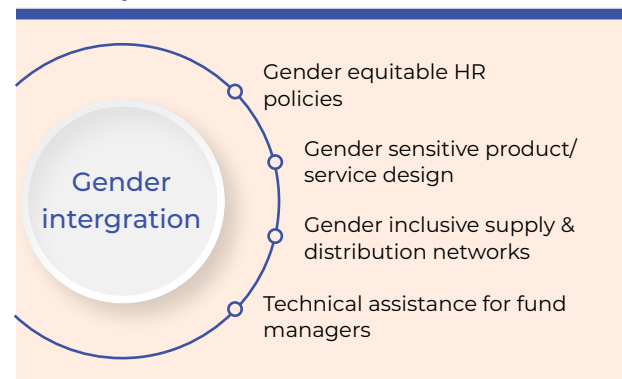 Gender
intergration
Gender equitable HR
policies
Gender sensitive product/
service design
Gender inclusive supply &
distribution networks
Technical assistance for fund
managers